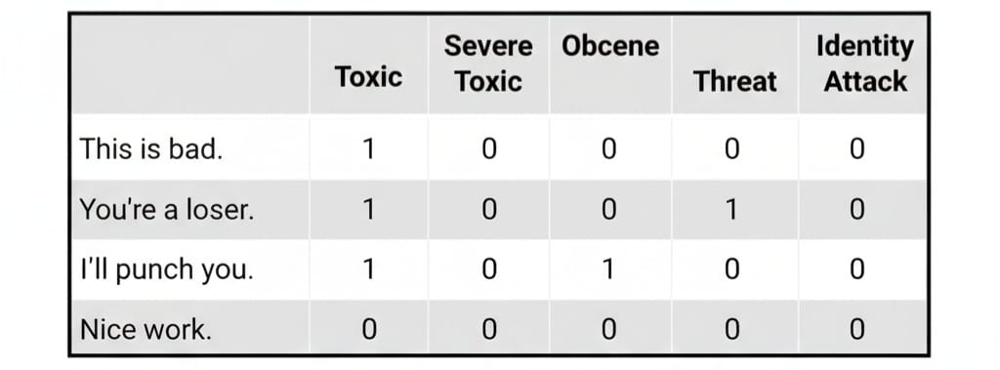 Toxic Severe Toxic Obcene Threat Identity Attack
This is bad. 1 0 0 0 0
You're a loser. 1 0 0 1 0
I'll punch you. 1 0 1 0 0
Nice work. 0 0 0 0 0